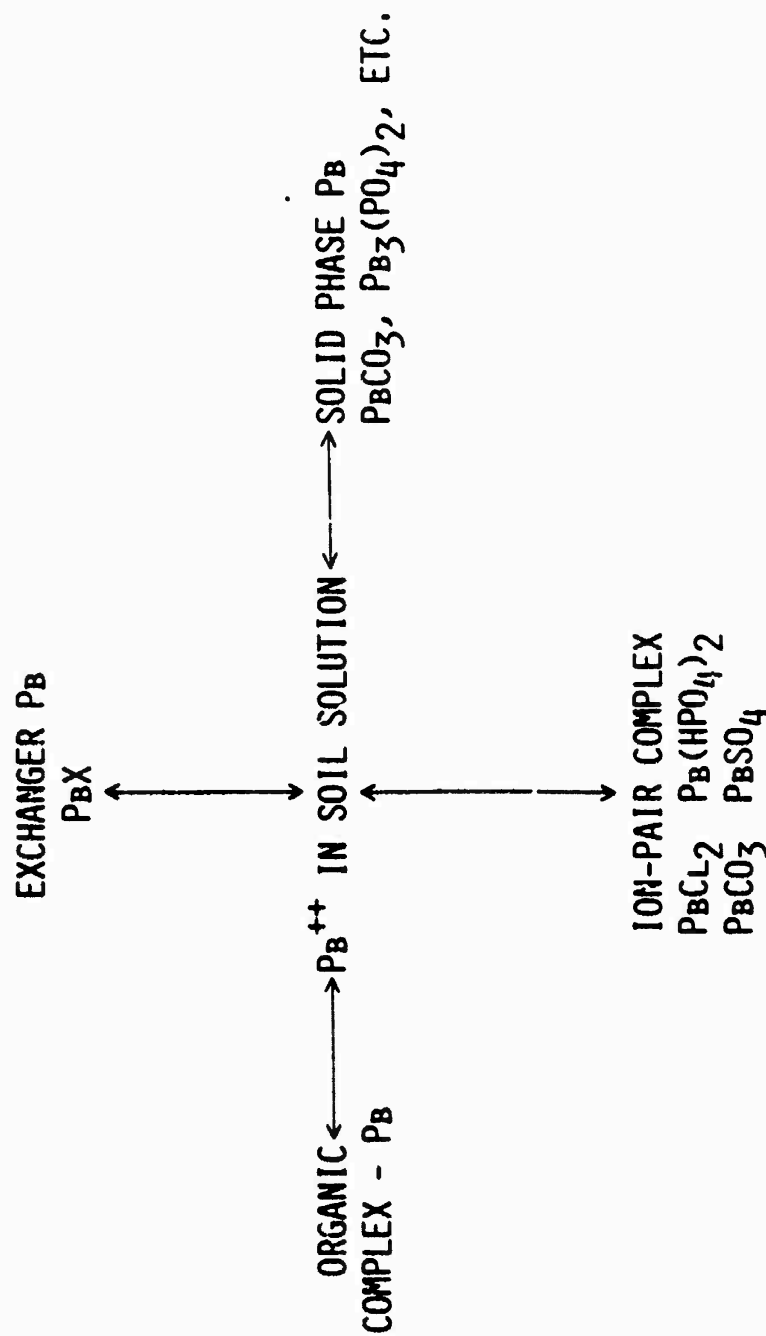 EXCHANGER PB
PBX
ORGANIC
COMPLEX - PB
PB++ IN SOIL SOLUTION
SOLID PHASE PB
PBCO3, PB3(PO4)2, ETC.
ION-PAIR COMPLEX
PBCL2 PB(HPO4)2
PBCO3 PBSO4